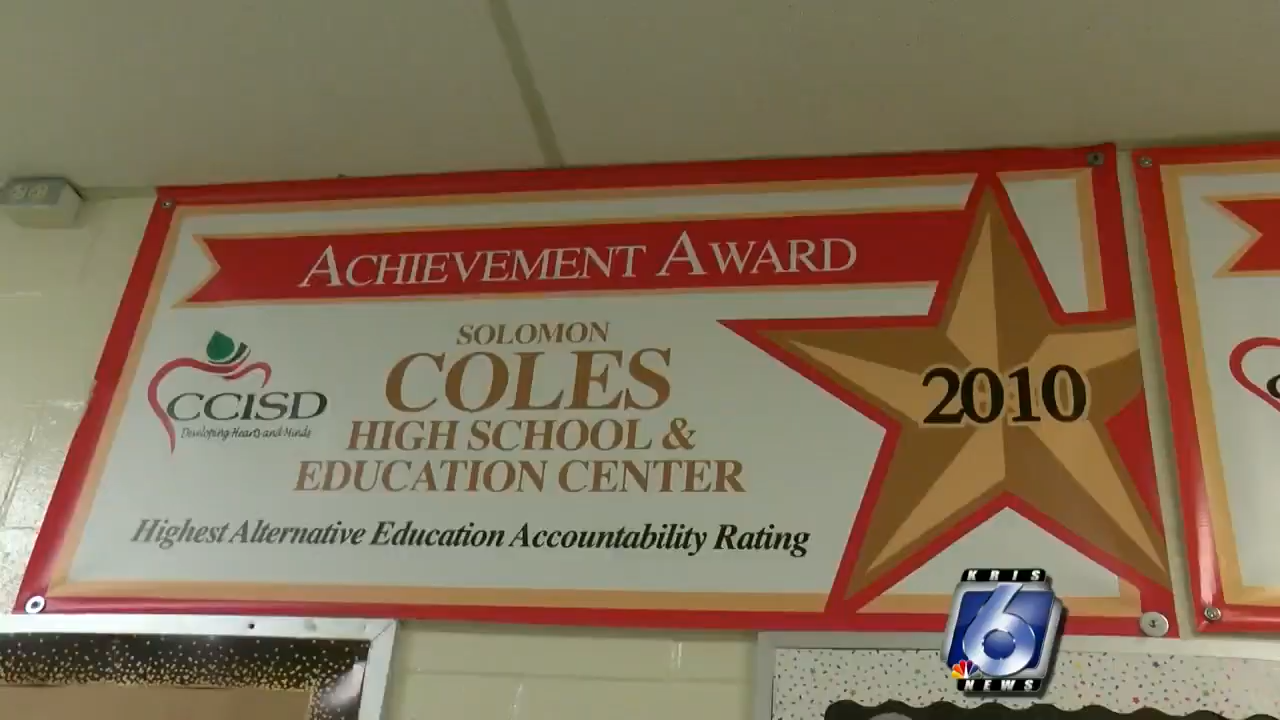 ACHIEVEMENT AWARD
SOLOMON
COLES
HIGH SCHOOL &
EDUCATION CENTER
CCISD
Developing Hearts and Minds
2010
Highest Alternative Education Accountability Rating
KRIS
6
NEWS